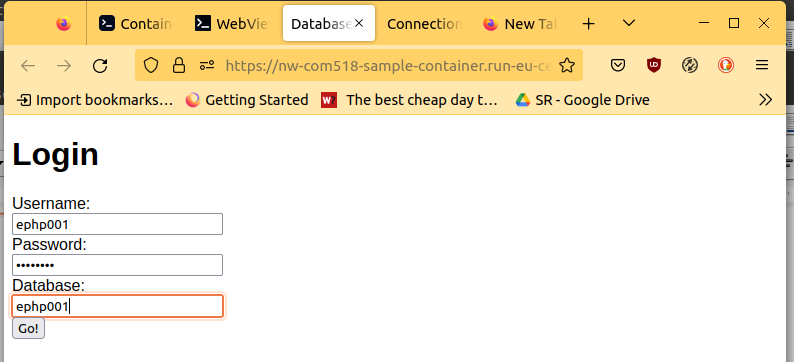 Contain WebVie Database Connection New Tab
https://nw-com518-sample-container.run-eu-ce
Import bookmarks… Getting Started The best cheap day t… SR - Google Drive
Login
Username:
ephp001
Password:
••••••••
Database:
ephp001
Go!